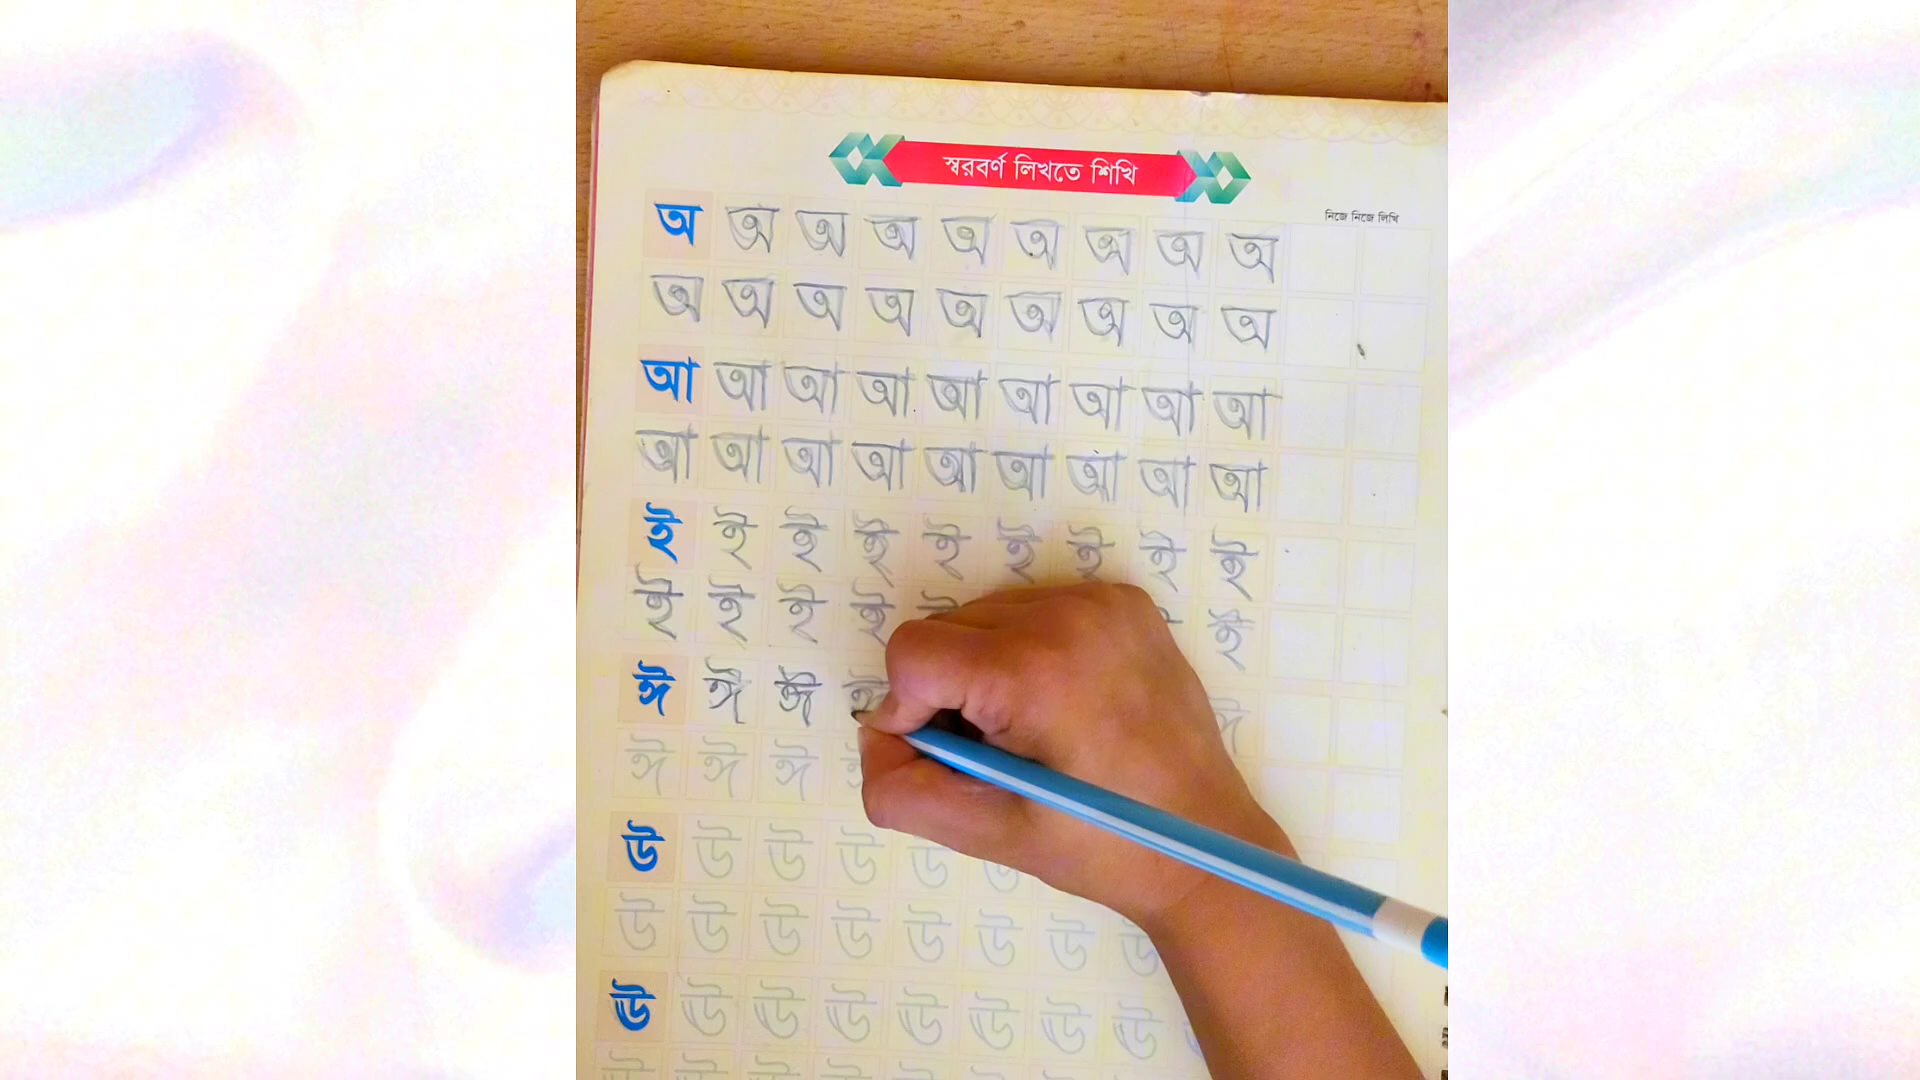 স্বরবর্ণ লিখতে শিখি
নিজে নিজে লিখি
অ অ অ অ অ অ অ অ অ
অ অ অ অ অ অ অ অ অ
আ আ আ আ আ আ আ আ আ
আ আ আ আ আ আ আ আ আ
ই ই ই ই ই ই ই ই ই
ই ই ই ই ই ই
ঈ ঈ ঈ ঈ ঈ
ঈ ঈ ঈ
উ উ উ উ উ
উ উ উ উ উ উ উ উ
ঊ ঊ ঊ ঊ ঊ ঊ ঊ ঊ